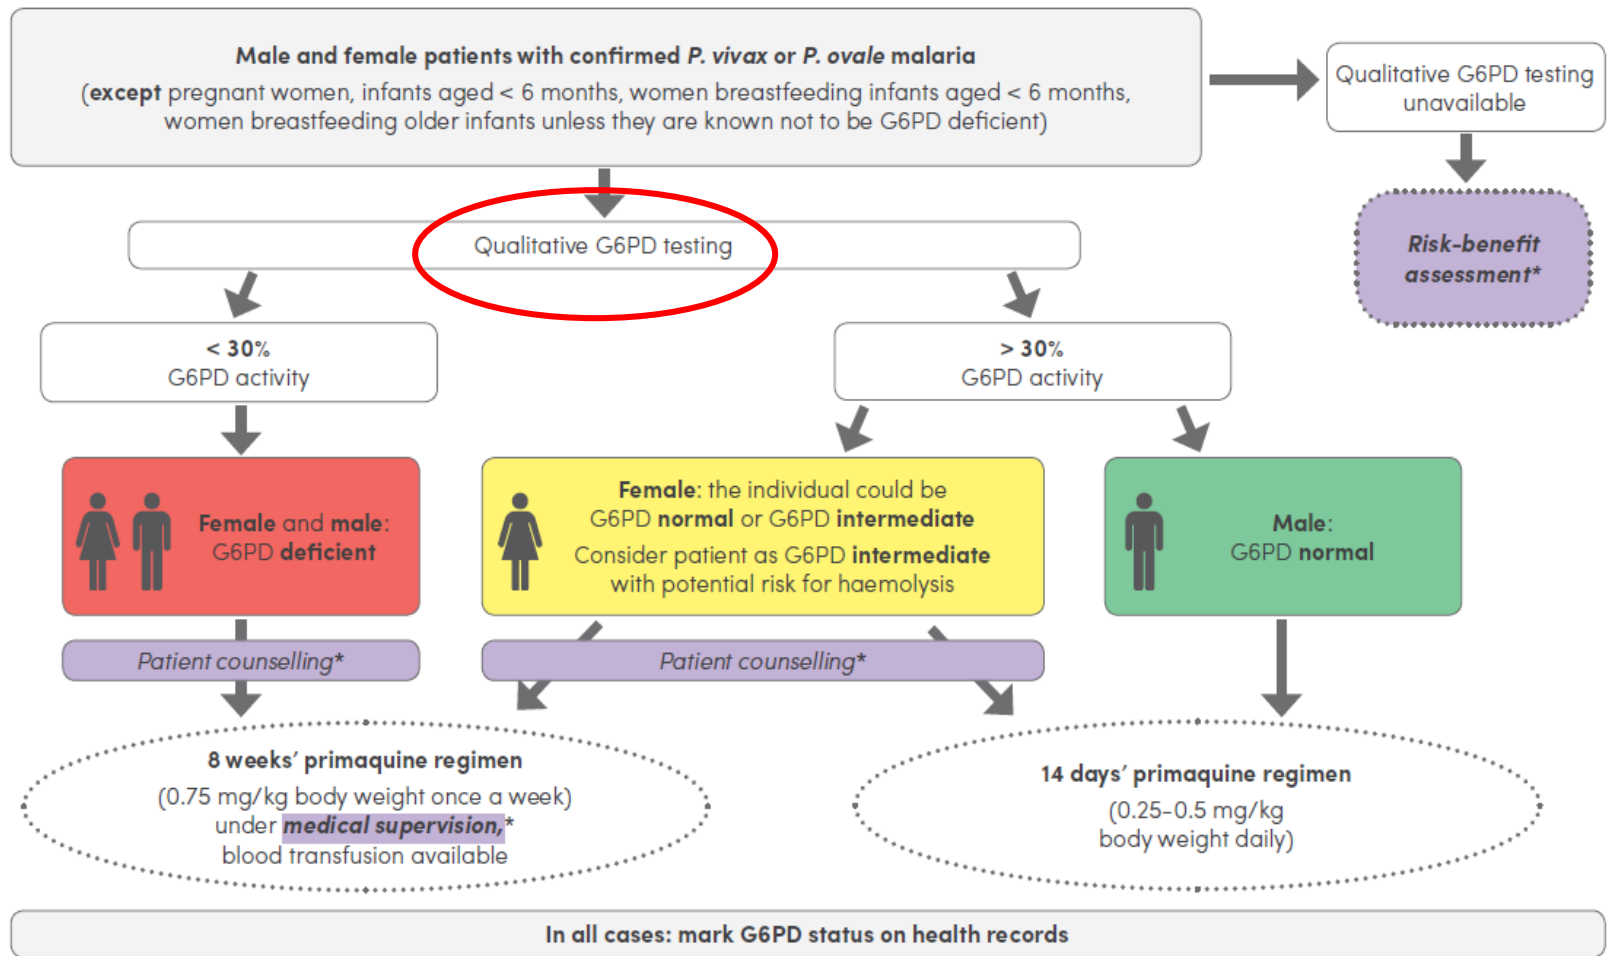 Male and female patients with confirmed P. vivax or P. ovale malaria
(except pregnant women, infants aged < 6 months, women breastfeeding infants aged < 6 months,
women breastfeeding older infants unless they are known not to be G6PD deficient)
Qualitative G6PD testing
unavailable
Risk-benefit
assessment*
Qualitative G6PD testing
< 30%
G6PD activity
> 30%
G6PD activity
Female and male:
G6PD deficient
Female: the individual could be
G6PD normal or G6PD intermediate
Consider patient as G6PD intermediate
with potential risk for haemolysis
Male:
G6PD normal
Patient counselling*
Patient counselling*
8 weeks’ primaquine regimen
(0.75 mg/kg body weight once a week)
under medical supervision,*
blood transfusion available
14 days’ primaquine regimen
(0.25–0.5 mg/kg
body weight daily)
In all cases: mark G6PD status on health records